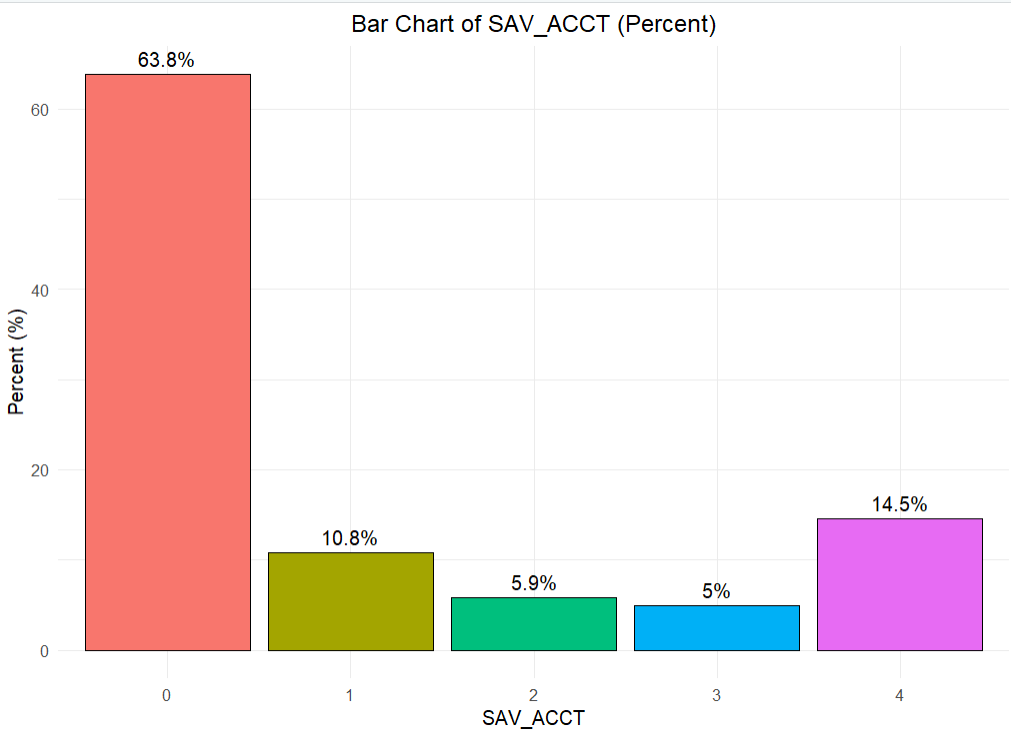 Bar Chart of SAV_ACCT (Percent)
63.8%
10.8%
5.9%
5%
14.5%
Percent (%)
60
40
20
0
0 1 2 3 4
SAV_ACCT